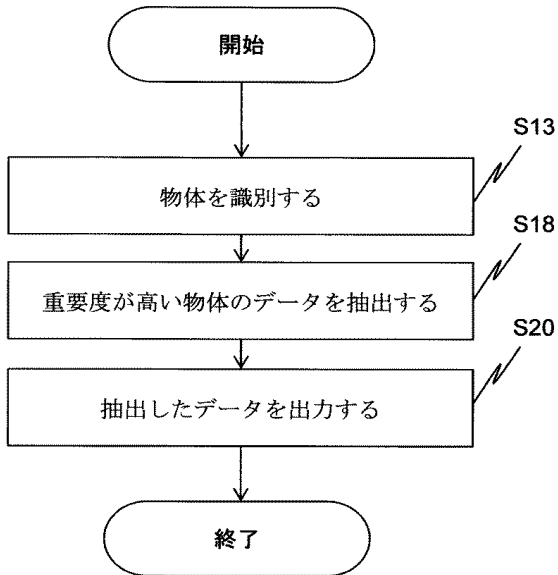 開始
S13
物体を識別する
S18
重要度が高い物体のデータを抽出する
S20
抽出したデータを出力する
終了